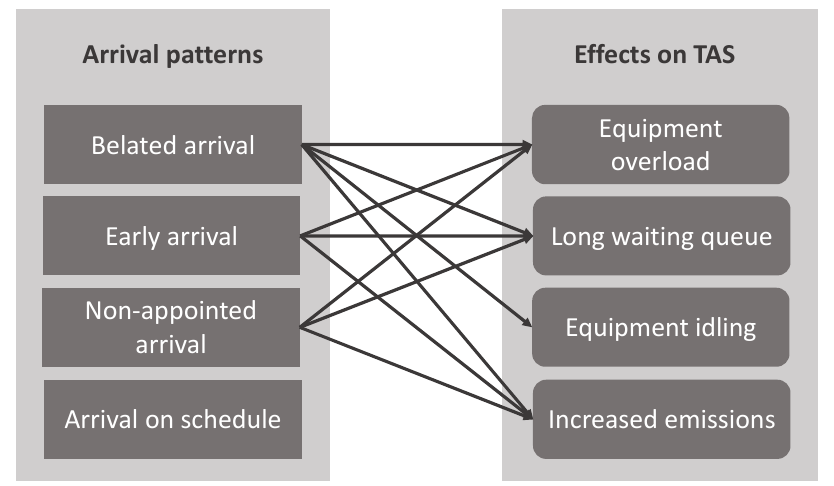 Arrival patterns
Belated arrival
Early arrival
Non-appointed
arrival
Arrival on schedule
Effects on TAS
Equipment
overload
Long waiting queue
Equipment idling
Increased emissions